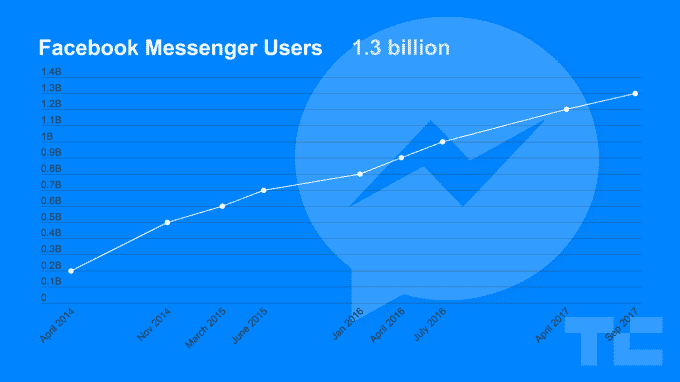 Facebook Messenger Users 1.3 billion
1.4B
1.3B
1.2B
1.1B
1B
0.9B
0.8B
0.7B
0.6B
0.5B
0.4B
0.3B
0.2B
0.1B
0
April 2014
Nov 2014
March 2015
June 2015
Jan 2016
April 2016
July 2016
April 2017
Sep 2017
TC